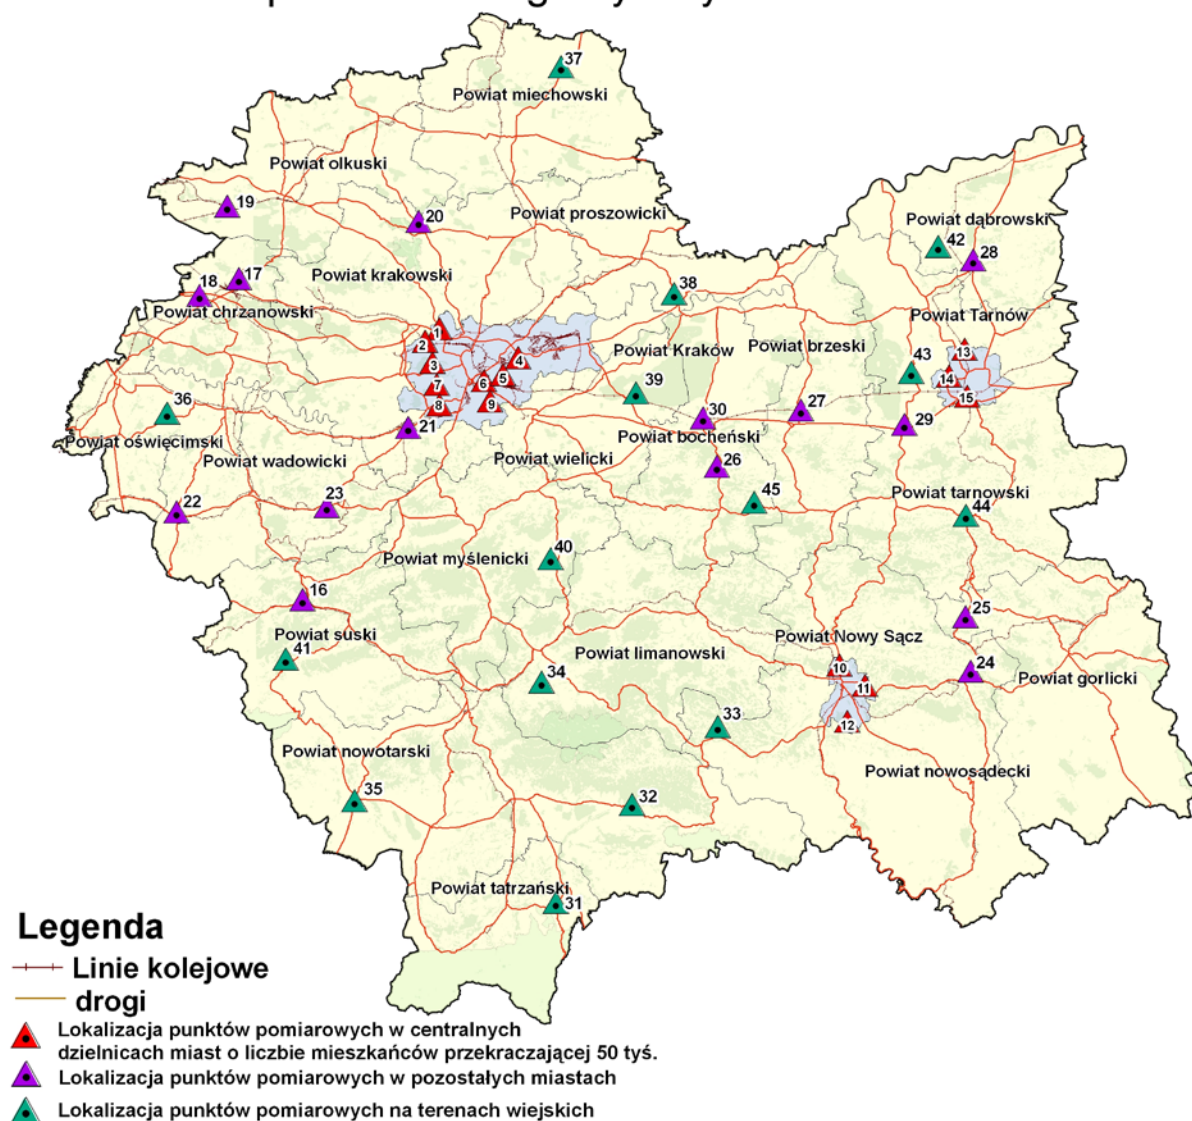 37
Powiat miechowski
Powiat olkuski
19
20
Powiat proszowicki
Powiat dąbrowski
42
28
17
18
Powiat krakowski
38
Powiat chrzanowski
Powiat Tarnów
1
2
3
4
5
6
7
8
9
Powiat Kraków
Powiat brzeski
13
43
14
15
39
36
21
30
27
29
Powiat oświęcimski
Powiat wadowicki
Powiat wielicki
Powiat bocheński
26
22
23
45
Powiat tarnowski
44
Powiat myślenicki
40
16
25
Powiat suski
41
Powiat Nowy Sącz
Powiat limanowski
10
11
12
24
Powiat gorlicki
34
33
Powiat nowotarski
Powiat nowosądecki
35
32
Powiat tatrzański
31
Legenda
Linie kolejowe
drogi
Lokalizacja punktów pomiarowych w centralnych
dzielnicach miast o liczbie mieszkańców przekraczającej 50 tyś.
Lokalizacja punktów pomiarowych w pozostałych miastach
Lokalizacja punktów pomiarowych na terenach wiejskich